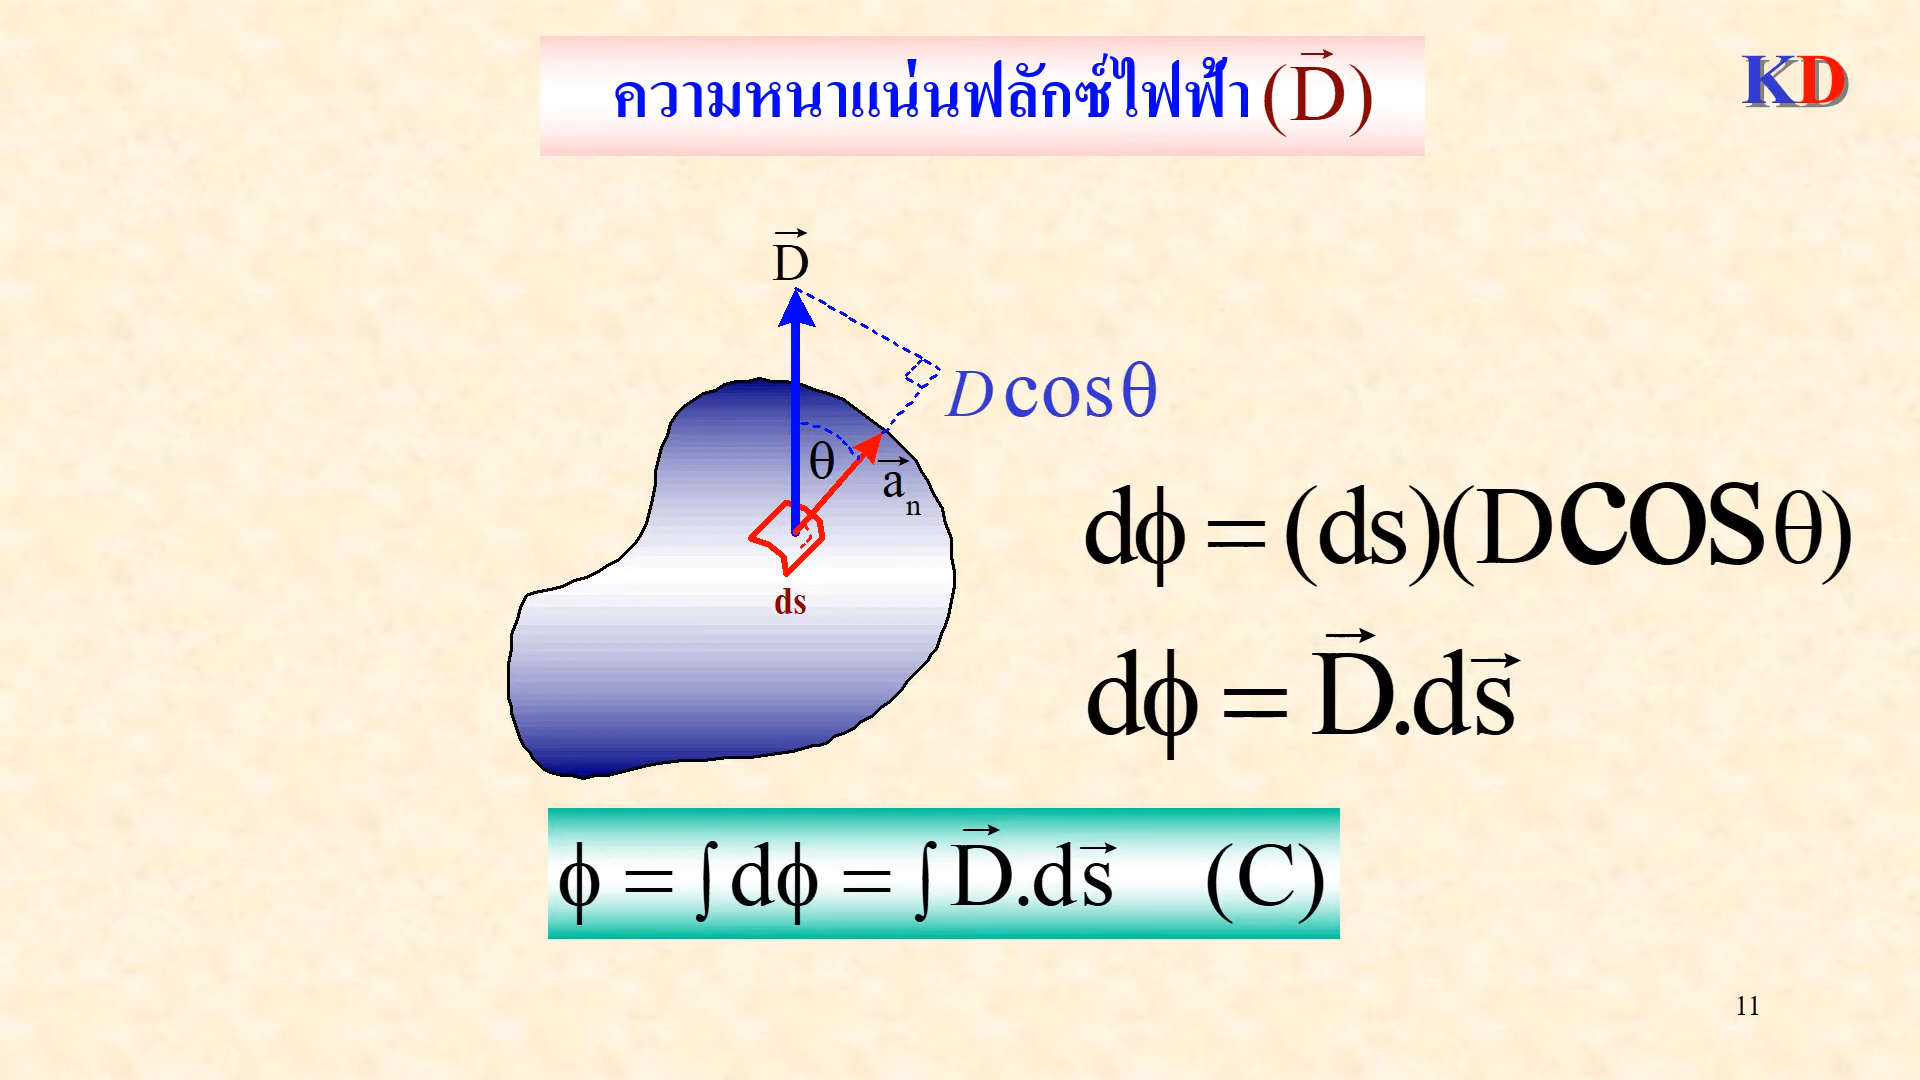 ความหนาแน่นฟลักซ์ไฟฟ้า (D⃗)
KD
D⃗
D cosθ
θ
a⃗ₙ
ds
dϕ = (ds)(Dcosθ)
dϕ = D⃗.ds⃗
ϕ = ∫dϕ = ∫D⃗.ds⃗ (C)
11